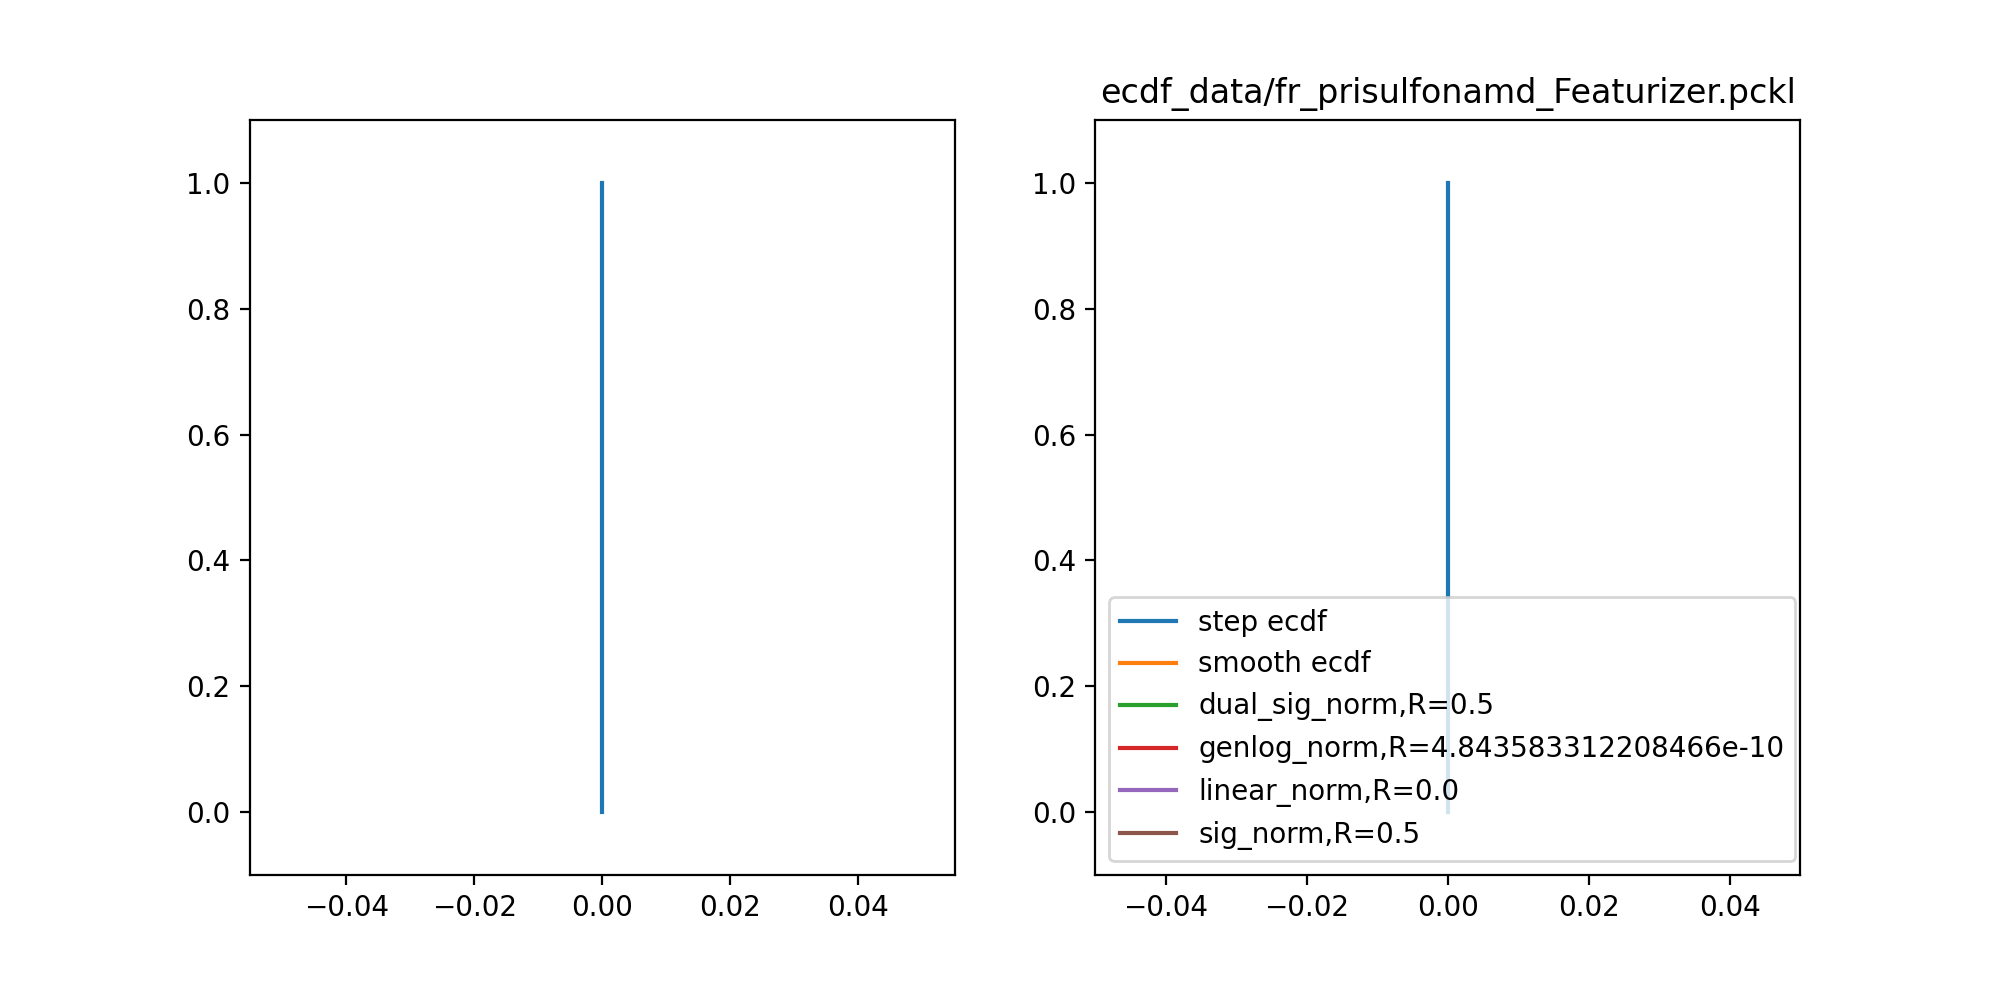 ecdf_data/fr_prisulfonamd_Featurizer.pckl
1.0
0.8
0.6
0.4
0.2
0.0
−0.04 −0.02 0.00 0.02 0.04
1.0
0.8
0.6
0.4
0.2
0.0
step ecdf
smooth ecdf
dual_sig_norm,R=0.5
genlog_norm,R=4.843583312208466e-10
linear_norm,R=0.0
sig_norm,R=0.5
−0.04 −0.02 0.00 0.02 0.04